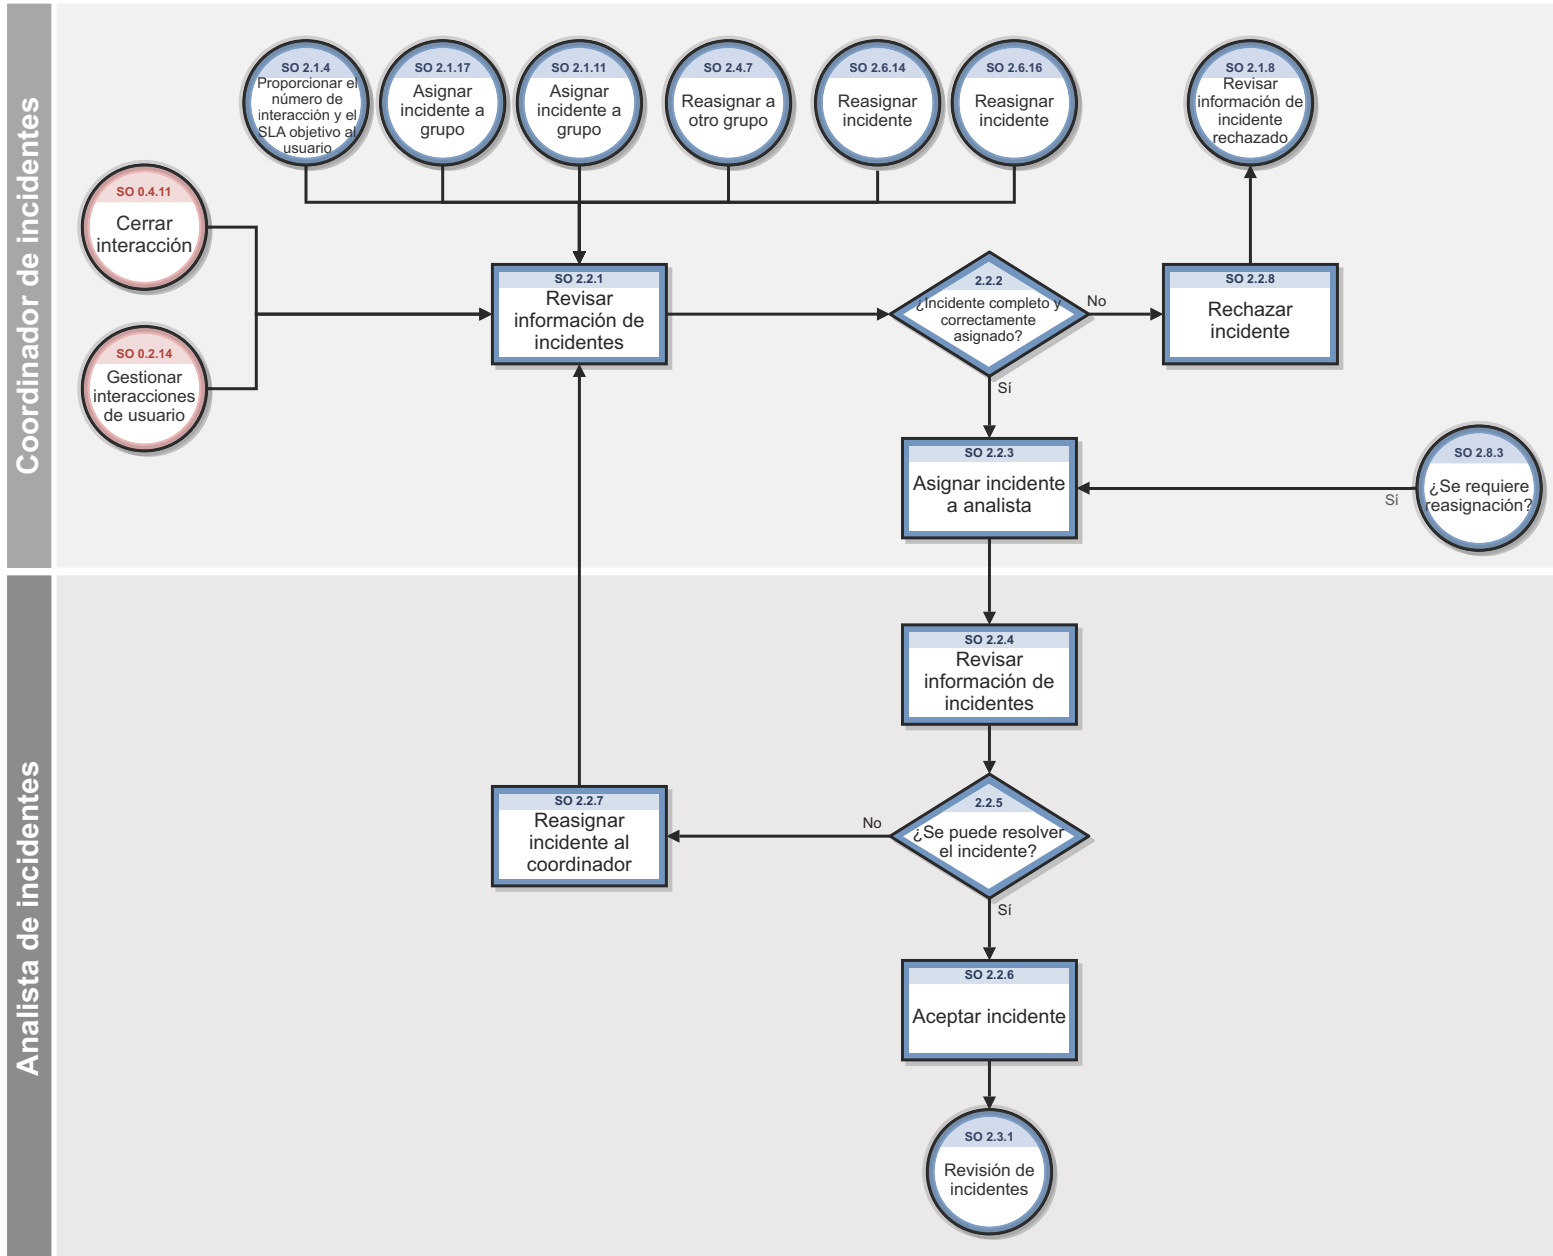 Coordinador de incidentes
SO 2.1.4
Proporcionar el
número de
interacción y el
SLA objetivo al
usuario
SO 2.1.17
Asignar
incidente a
grupo
SO 2.1.11
Asignar
incidente a
grupo
SO 2.4.7
Reasignar a
otro grupo
SO 2.6.14
Reasignar
incidente
SO 2.6.16
Reasignar
incidente
SO 2.1.8
Revisar
información de
incidente
rechazado
SO 0.4.11
Cerrar
interacción
SO 0.2.14
Gestionar
interacciones
de usuario
SO 2.2.1
Revisar
información de
incidentes
2.2.2
¿Incidente completo y
correctamente
asignado?
No
Sí
SO 2.2.8
Rechazar
incidente
SO 2.2.3
Asignar incidente
a analista
Sí
SO 2.8.3
¿Se requiere
reasignación?
Analista de incidentes
SO 2.2.4
Revisar
información de
incidentes
2.2.5
¿Se puede resolver
el incidente?
No
Sí
SO 2.2.7
Reasignar
incidente al
coordinador
SO 2.2.6
Aceptar incidente
SO 2.3.1
Revisión de
incidentes